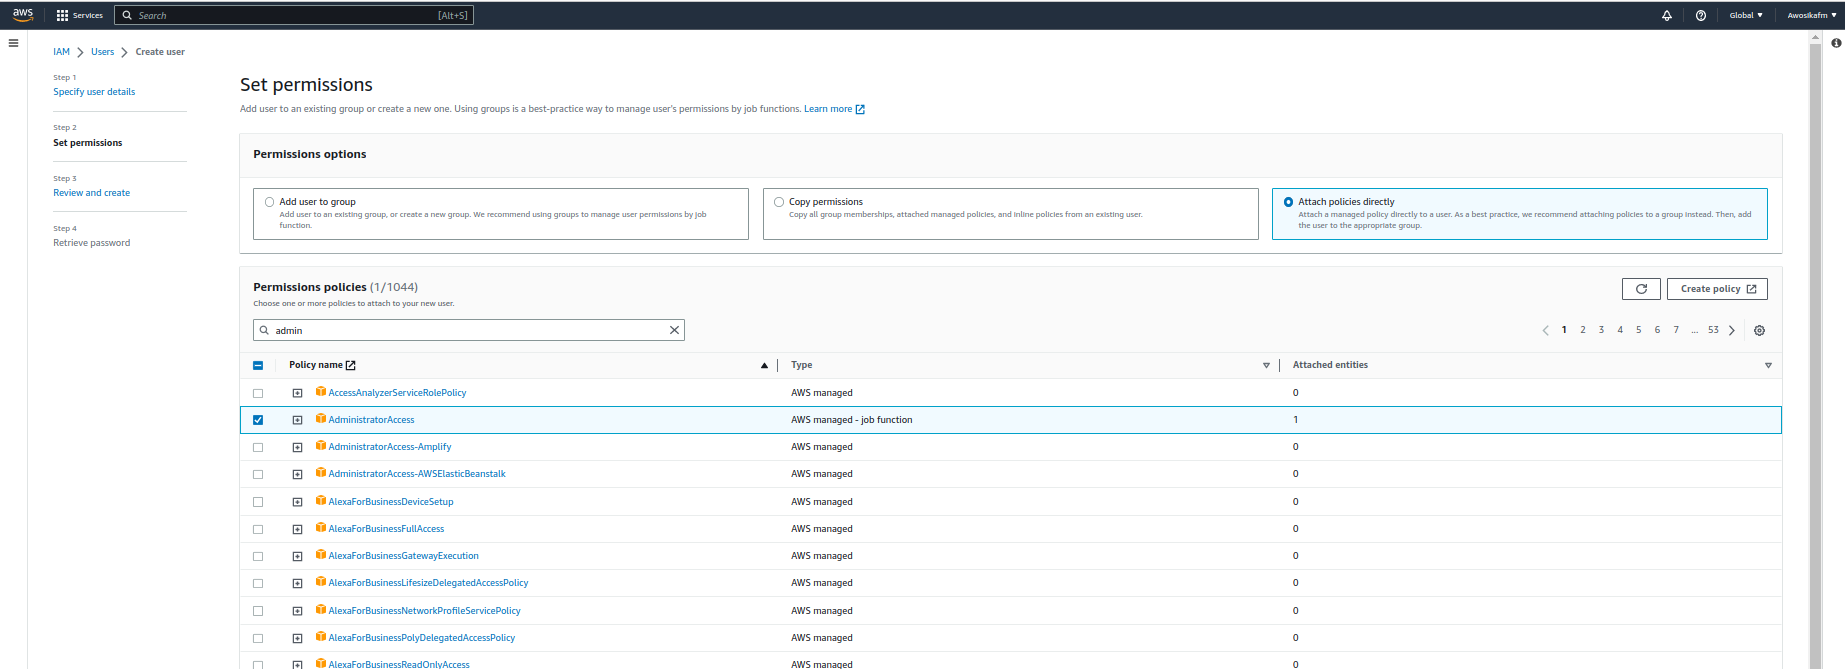 aws
Services
Search
[Alt+S]
Global
Awosikafm
IAM
Users
Create user
Step 1
Specify user details
Step 2
Set permissions
Step 3
Review and create
Step 4
Retrieve password
Set permissions
Add user to an existing group or create a new one. Using groups is a best-practice way to manage user's permissions by job functions. Learn more
Permissions options
Add user to group
Add user to an existing group, or create a new group. We recommend using groups to manage user permissions by job
function.
Copy permissions
Copy all group memberships, attached managed policies, and inline policies from an existing user.
Attach policies directly
Attach a managed policy directly to a user. As a best practice, we recommend attaching policies to a group instead. Then, add
the user to the appropriate group.
Permissions policies (1/1044)
Choose one or more policies to attach to your new user.
Create policy
admin
1 2 3 4 5 6 7 ... 53
Policy name Type Attached entities
AccessAnalyzerServiceRolePolicy AWS managed 0
AdministratorAccess AWS managed - job function 1
AdministratorAccess-Amplify AWS managed 0
AdministratorAccess-AWSElasticBeanstalk AWS managed 0
AlexaForBusinessDeviceSetup AWS managed 0
AlexaForBusinessFullAccess AWS managed 0
AlexaForBusinessGatewayExecution AWS managed 0
AlexaForBusinessLifesizeDelegatedAccessPolicy AWS managed 0
AlexaForBusinessNetworkProfileServicePolicy AWS managed 0
AlexaForBusinessPolyDelegatedAccessPolicy AWS managed 0
AlexaForBusinessReadOnlyAccess AWS managed 0